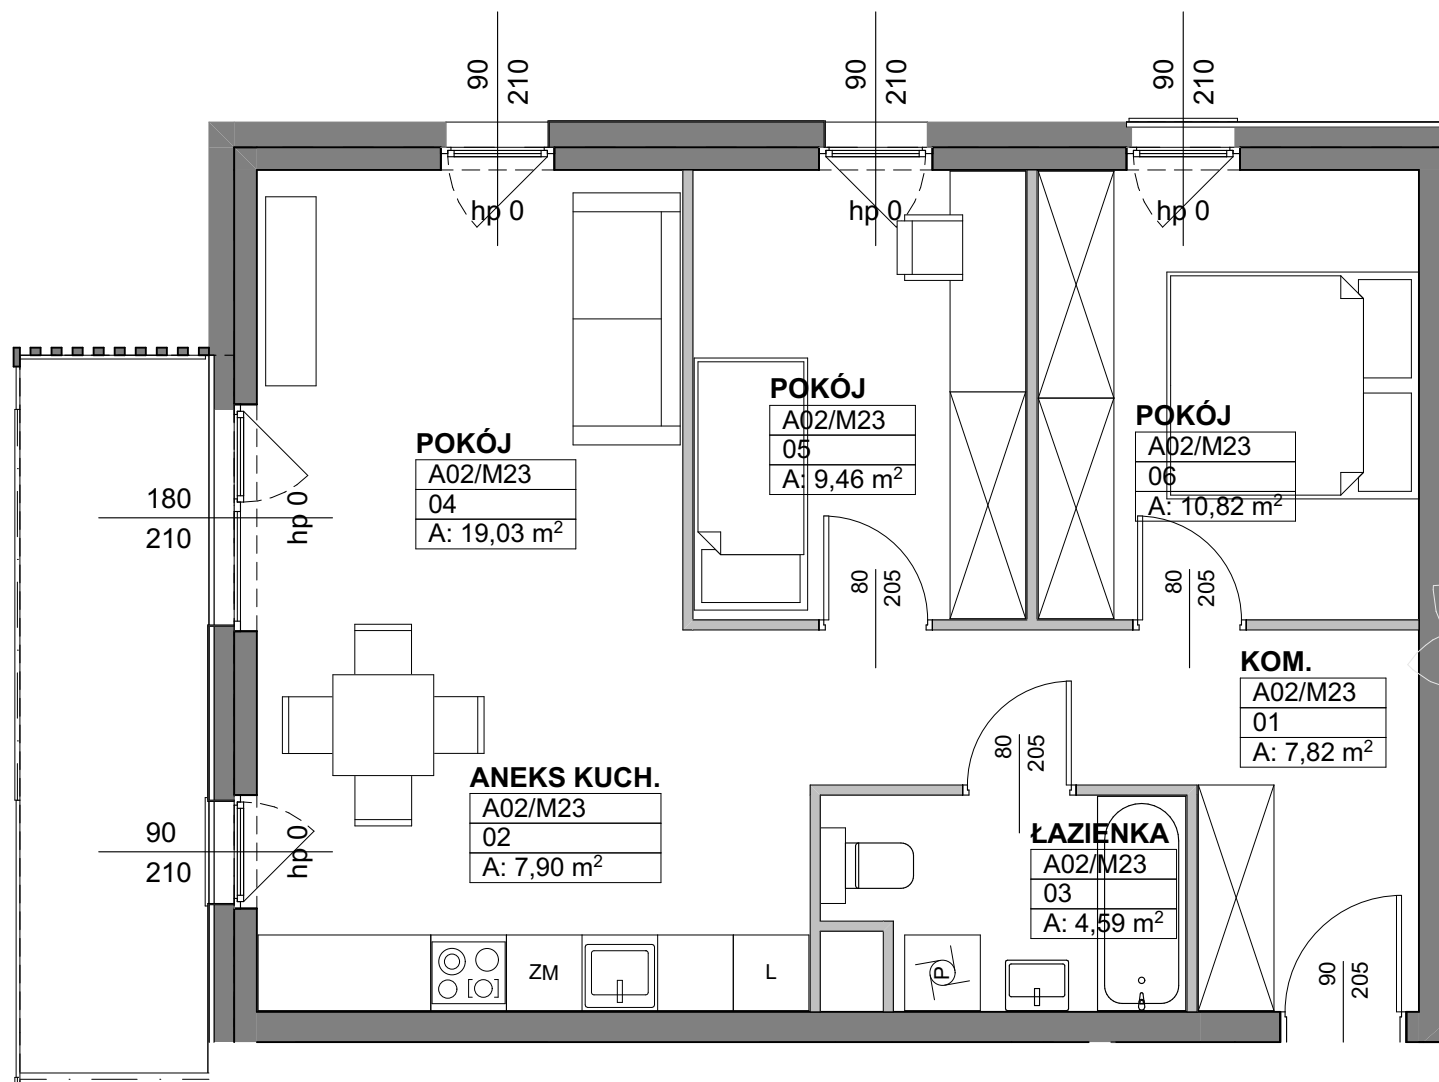 90
210
90
210
90
210
hp 0
hp 0
hp 0
POKÓJ
A02/M23
05
A: 9,46 m²
POKÓJ
A02/M23
06
A: 10,82 m²
POKÓJ
A02/M23
04
A: 19,03 m²
180
210
hp 0
80
205
80
205
KOM.
A02/M23
01
A: 7,82 m²
80
205
ANEKS KUCH.
A02/M23
02
A: 7,90 m²
90
210
hp 0
ŁAZIENKA
A02/M23
03
A: 4,59 m²
ZM
L
P
90
205